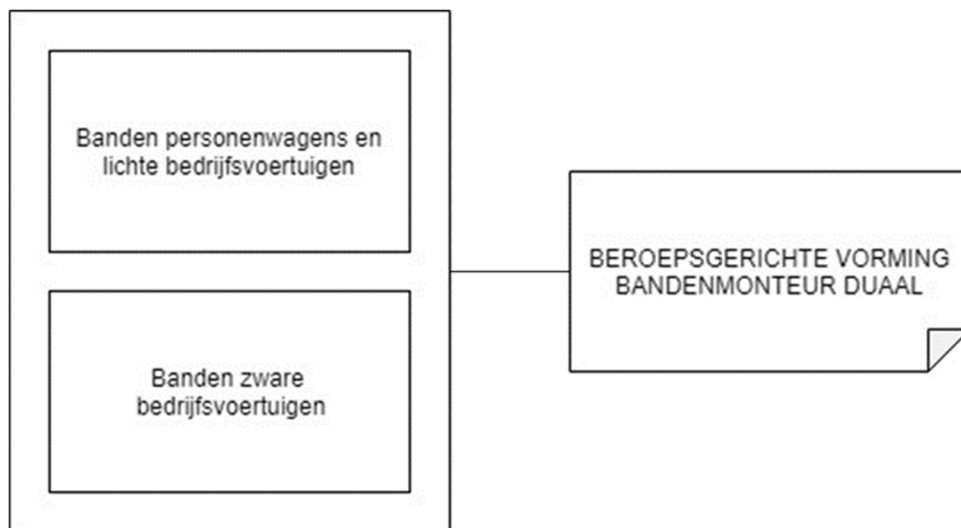 Banden personenwagens en
lichte bedrijfsvoertuigen
Banden zware
bedrijfsvoertuigen
BEROEPSGERICHTE VORMING
BANDENMONTEUR DUAAL